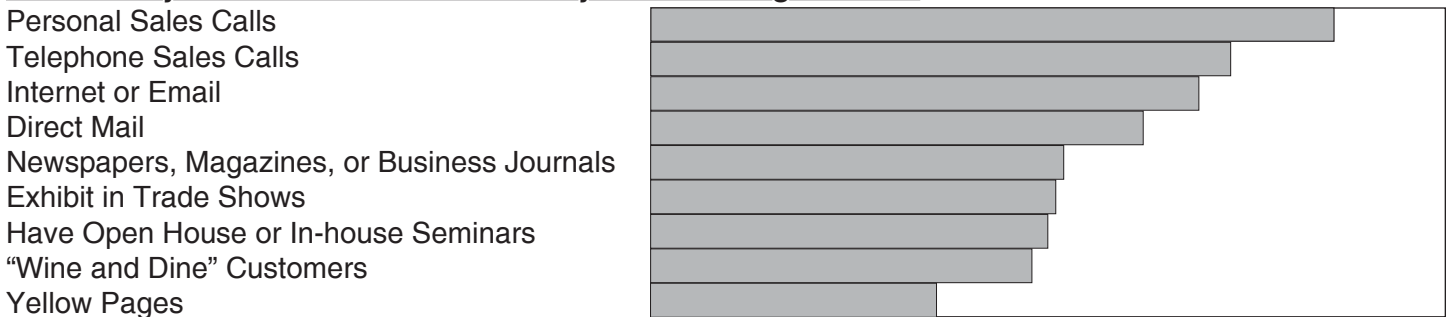 Personal Sales Calls
Telephone Sales Calls
Internet or Email
Direct Mail
Newspapers, Magazines, or Business Journals
Exhibit in Trade Shows
Have Open House or In-house Seminars
“Wine and Dine” Customers
Yellow Pages